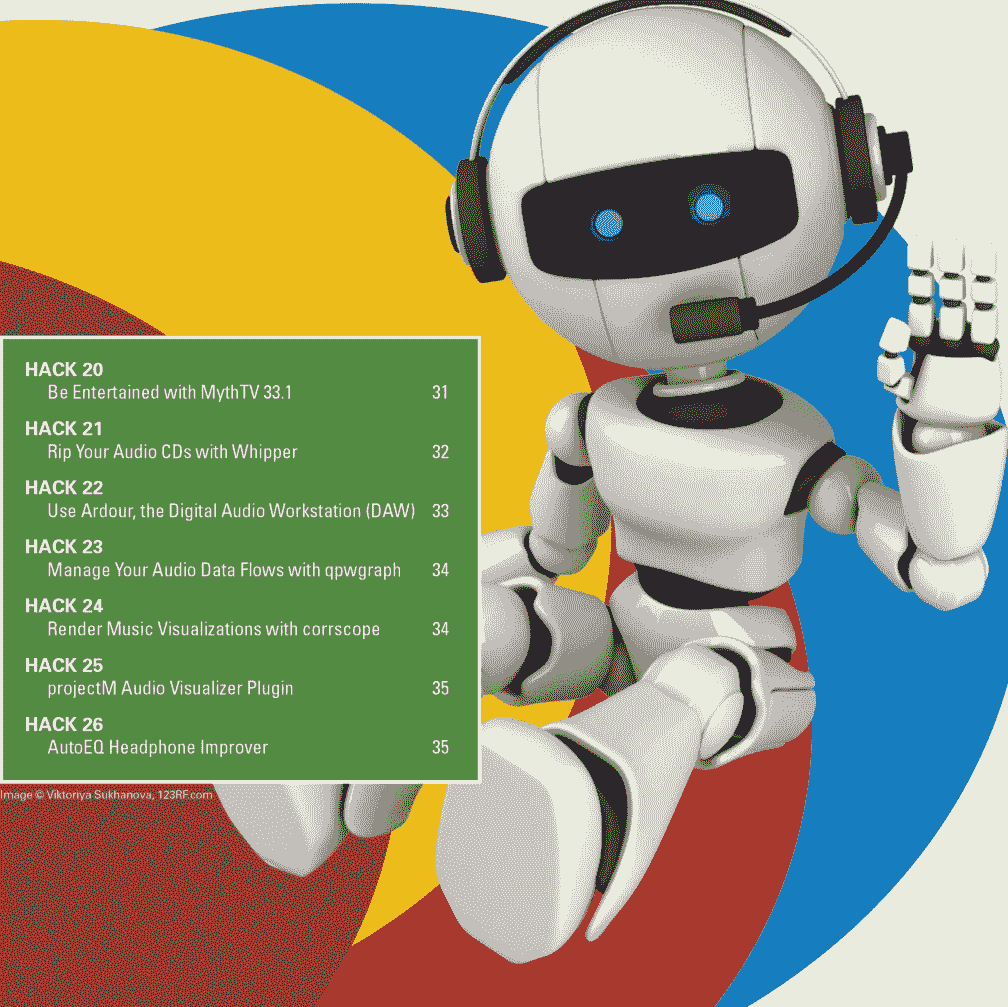 HACK 20
Be Entertained with MythTV 33.1 31
HACK 21
Rip Your Audio CDs with Whipper 32
HACK 22
Use Ardour, the Digital Audio Workstation (DAW) 33
HACK 23
Manage Your Audio Data Flows with qpwgraph 34
HACK 24
Render Music Visualizations with corrscope 34
HACK 25
projectM Audio Visualizer Plugin 35
HACK 26
AutoEQ Headphone Improver 35
Image © Viktoriya Sukhanova, 123RF.com